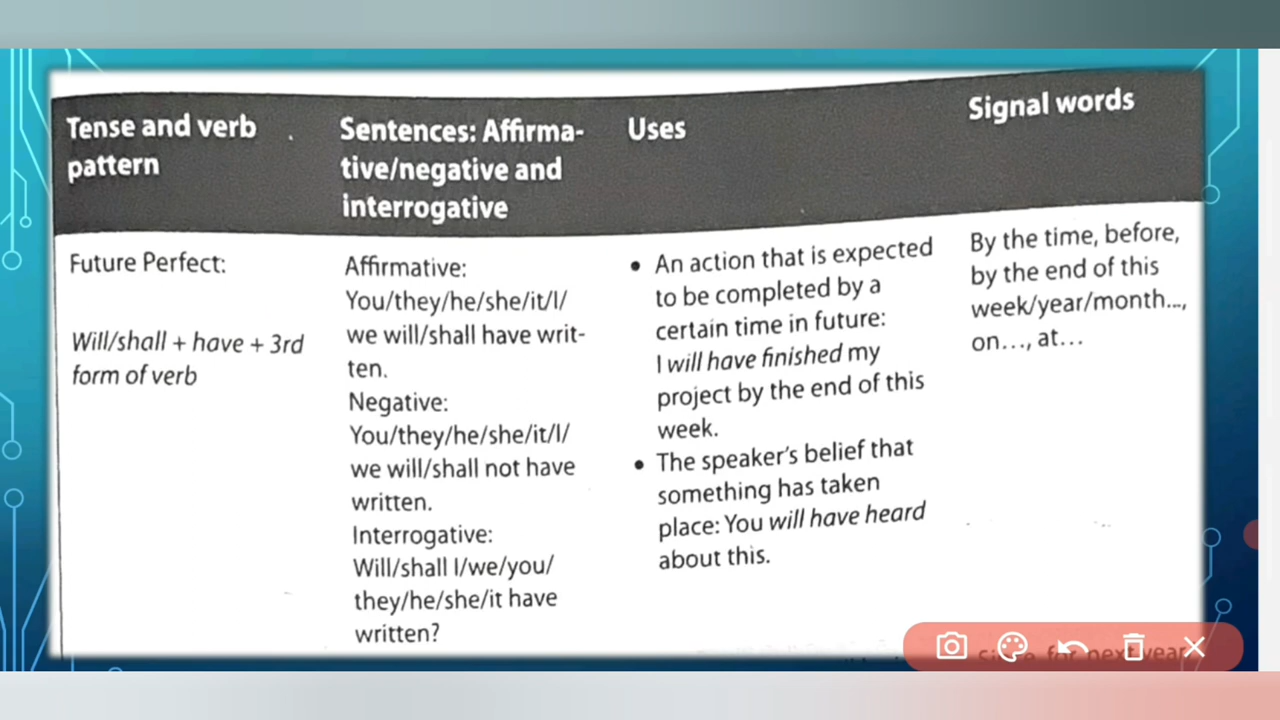 Tense and verb
pattern
Sentences: Affirma-
tive/negative and
interrogative
Uses
Signal words
Future Perfect:
Will/shall + have + 3rd
form of verb
Affirmative:
You/they/he/she/it/I/
we will/shall have writ-
ten.
Negative:
You/they/he/she/it/I/
we will/shall not have
written.
Interrogative:
Will/shall I/we/you/
they/he/she/it have
written?
• An action that is expected
to be completed by a
certain time in future:
I will have finished my
project by the end of this
week.
• The speaker's belief that
something has taken
place: You will have heard
about this.
By the time, before,
by the end of this
week/year/month...,
on..., at...
for next year